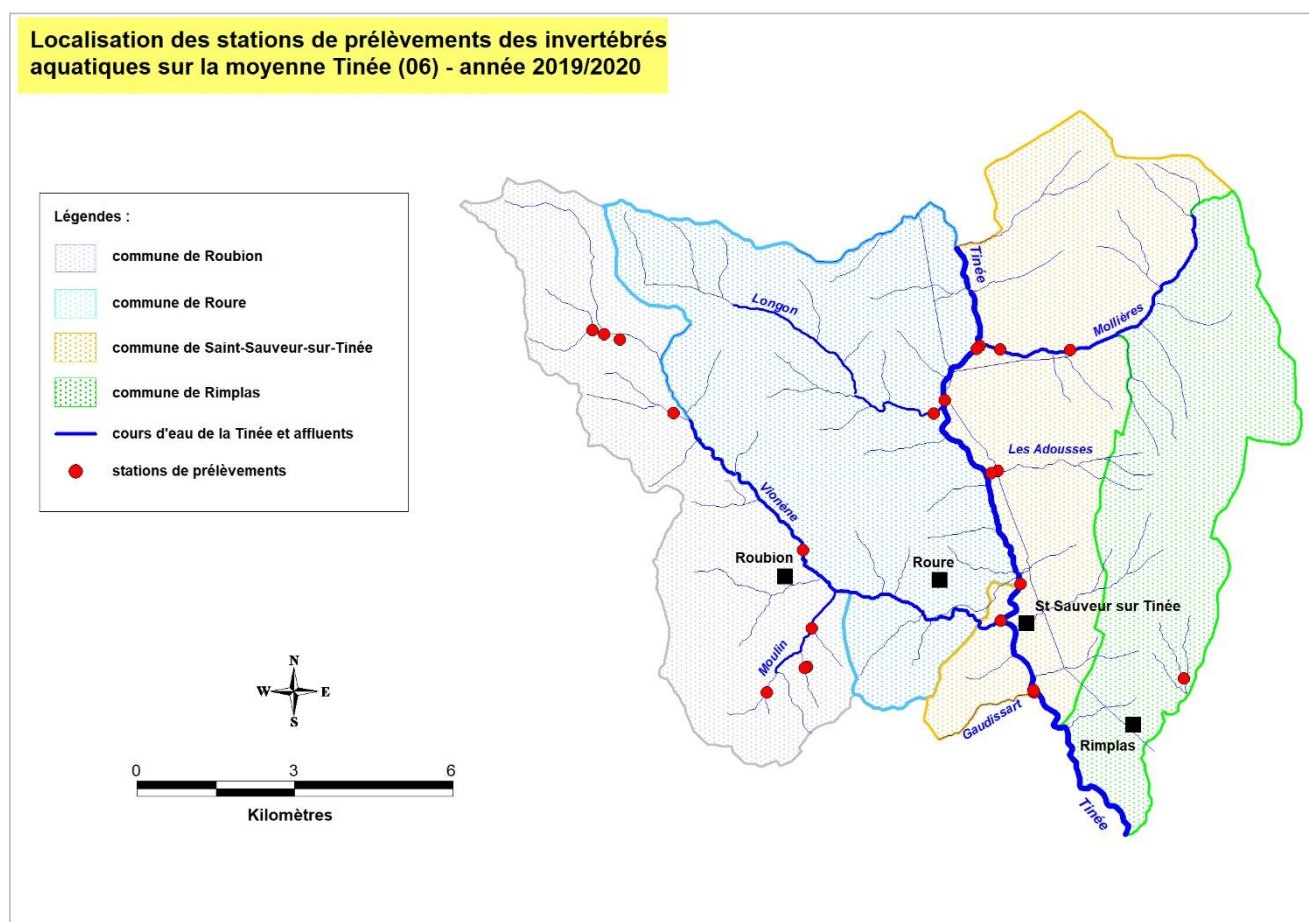 Localisation des stations de prélèvements des invertébrés
aquatiques sur la moyenne Tinée (06) - année 2019/2020
Légendes :
commune de Roubion
commune de Roure
commune de Saint-Sauveur-sur-Tinée
commune de Rimplas
cours d'eau de la Tinée et affluents
stations de prélèvements
Tinée
Longon
Mollières
Les Adousses
Vionène
Roubion
Roure
St Sauveur sur Tinée
Moulin
Gaudissart
Rimplas
Tinée
N
W E
S
0 3 6
Kilomètres